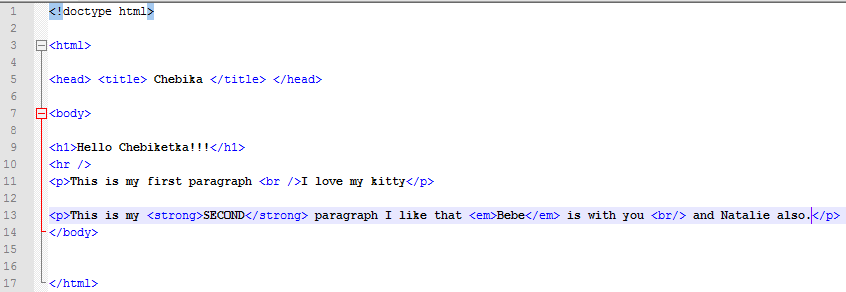 1 <!doctype html>
2
3 <html>
4
5 <head> <title> Chebika </title> </head>
6
7 <body>
8
9 <h1>Hello Chebiketka!!!</h1>
10 <hr />
11 <p>This is my first paragraph <br />I love my kitty</p>
12
13 <p>This is my <strong>SECOND</strong> paragraph I like that <em>Bebe</em> is with you <br/> and Natalie also.</p>
14 </body>
15
16
17 </html>